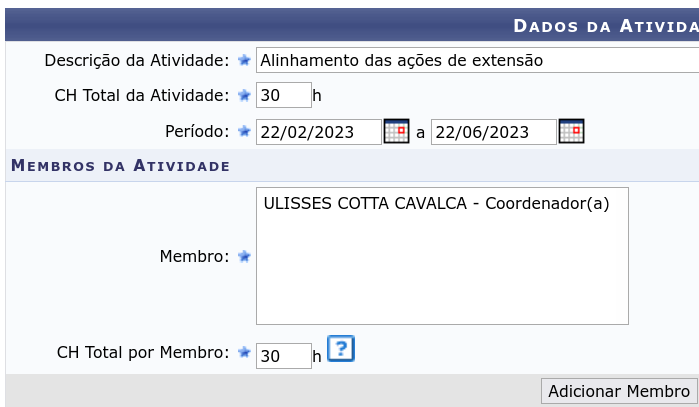 DADOS DA ATIVIDA
Descrição da Atividade: Alinhamento das ações de extensão
CH Total da Atividade: 30 h
Período: 22/02/2023 a 22/06/2023
MEMBROS DA ATIVIDADE
ULISSES COTTA CAVALCA - Coordenador(a)
Membro:
CH Total por Membro: 30 h ?
Adicionar Membro